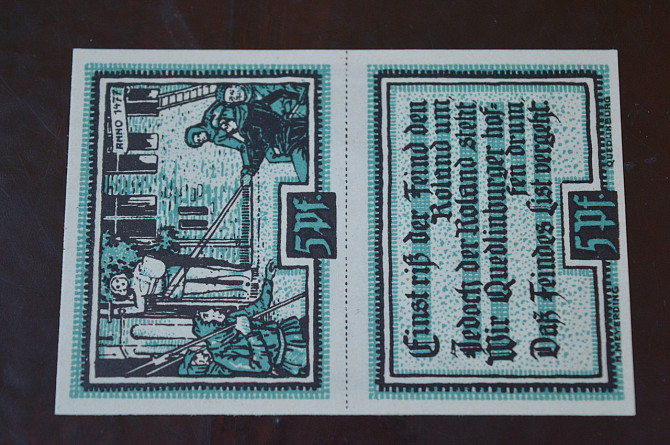 ANNO 1477
5 Pf.
Einst riß der Feind den
Roland um
Jedoch der Roland steht
Wir Quedlinburger hof-
fen drum
Daß Feindes List vergeht
5 Pf.
QUEDLINBURG